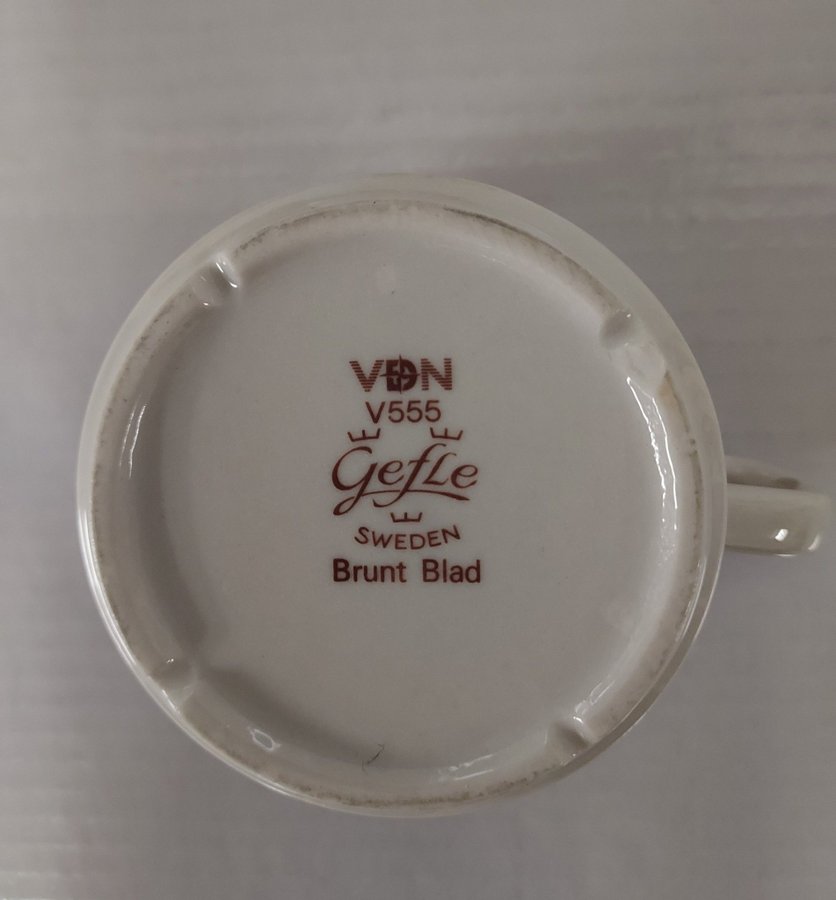 VDN
V555
Gefle
SWEDEN
Brunt Blad